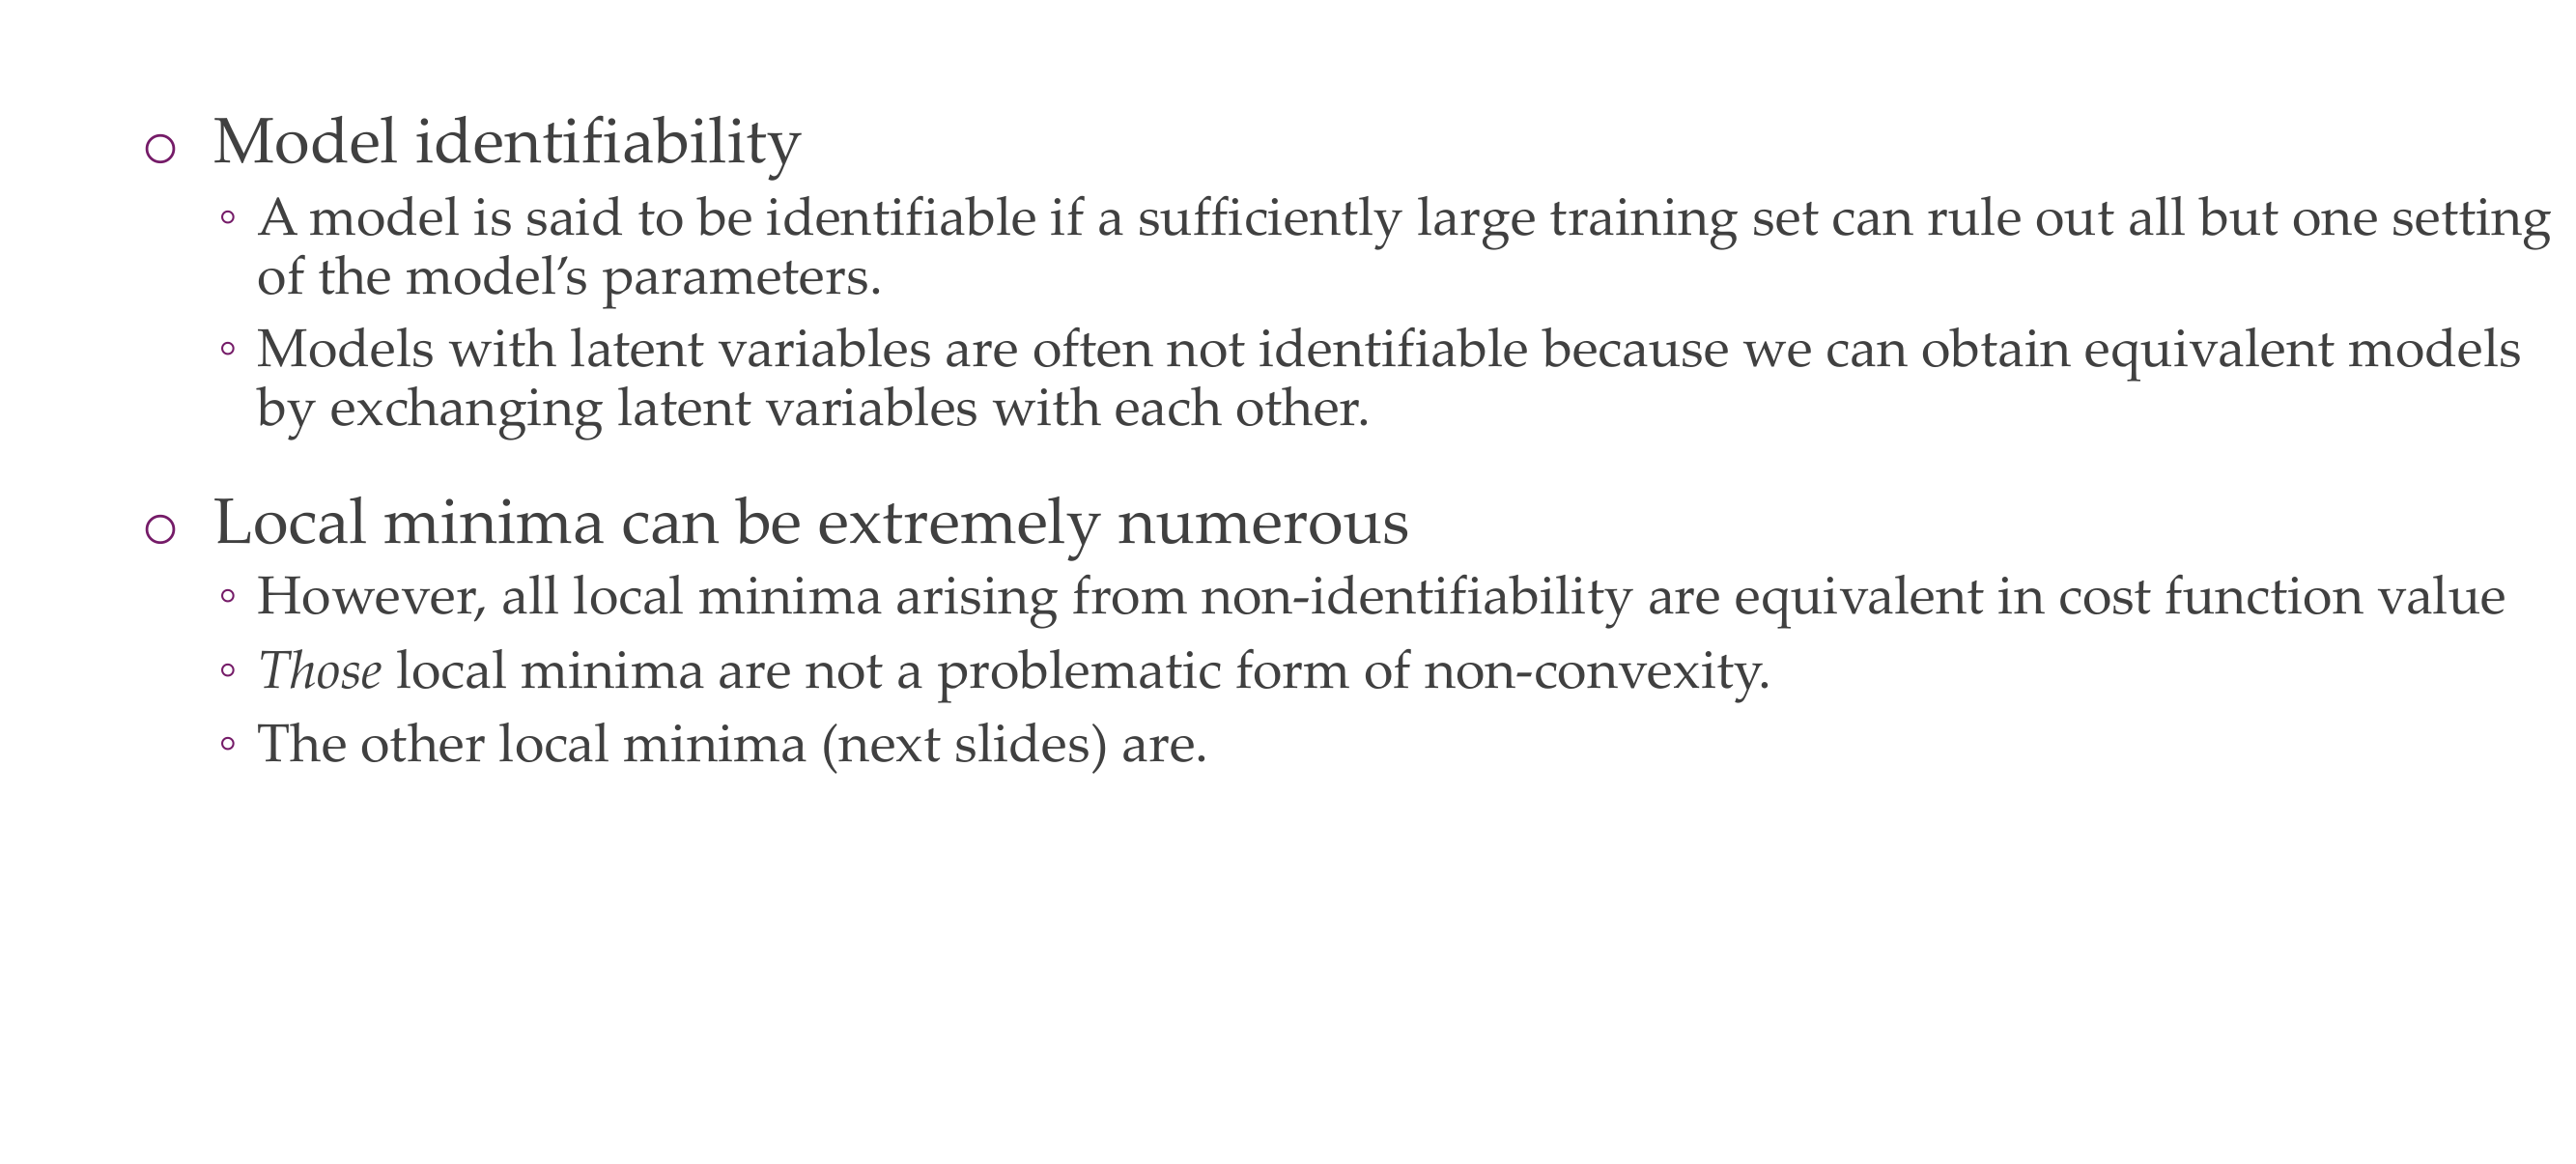 Model identifiability
A model is said to be identifiable if a sufficiently large training set can rule out all but one setting
of the model’s parameters.
Models with latent variables are often not identifiable because we can obtain equivalent models
by exchanging latent variables with each other.
Local minima can be extremely numerous
However, all local minima arising from non-identifiability are equivalent in cost function value
Those local minima are not a problematic form of non-convexity.
The other local minima (next slides) are.